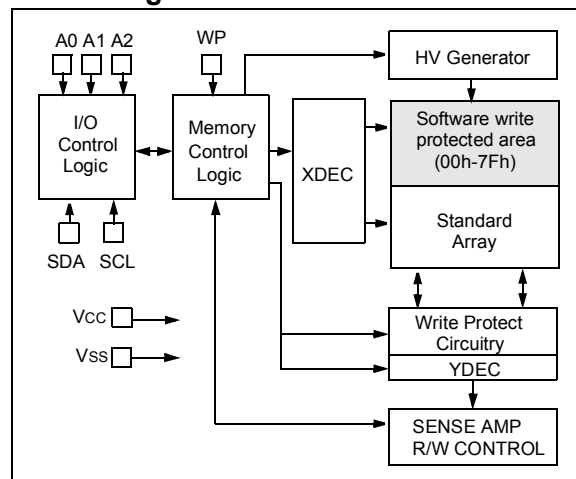 A0 A1 A2
WP
HV Generator
I/O
Control
Logic
Memory
Control
Logic
XDEC
Software write
protected area
(00h-7Fh)
Standard
Array
SDA SCL
VCC
VSS
Write Protect
Circuitry
YDEC
SENSE AMP
R/W CONTROL